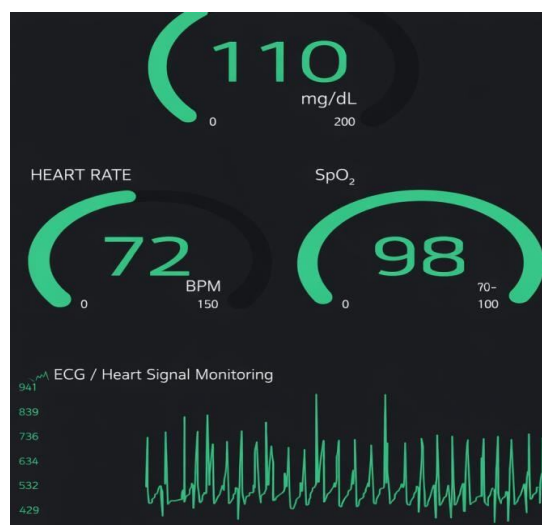 110
mg/dL
0 200
HEART RATE SpO₂
72 98
BPM 70-
0 150 0 100
ECG / Heart Signal Monitoring
941
839
736
634
532
429